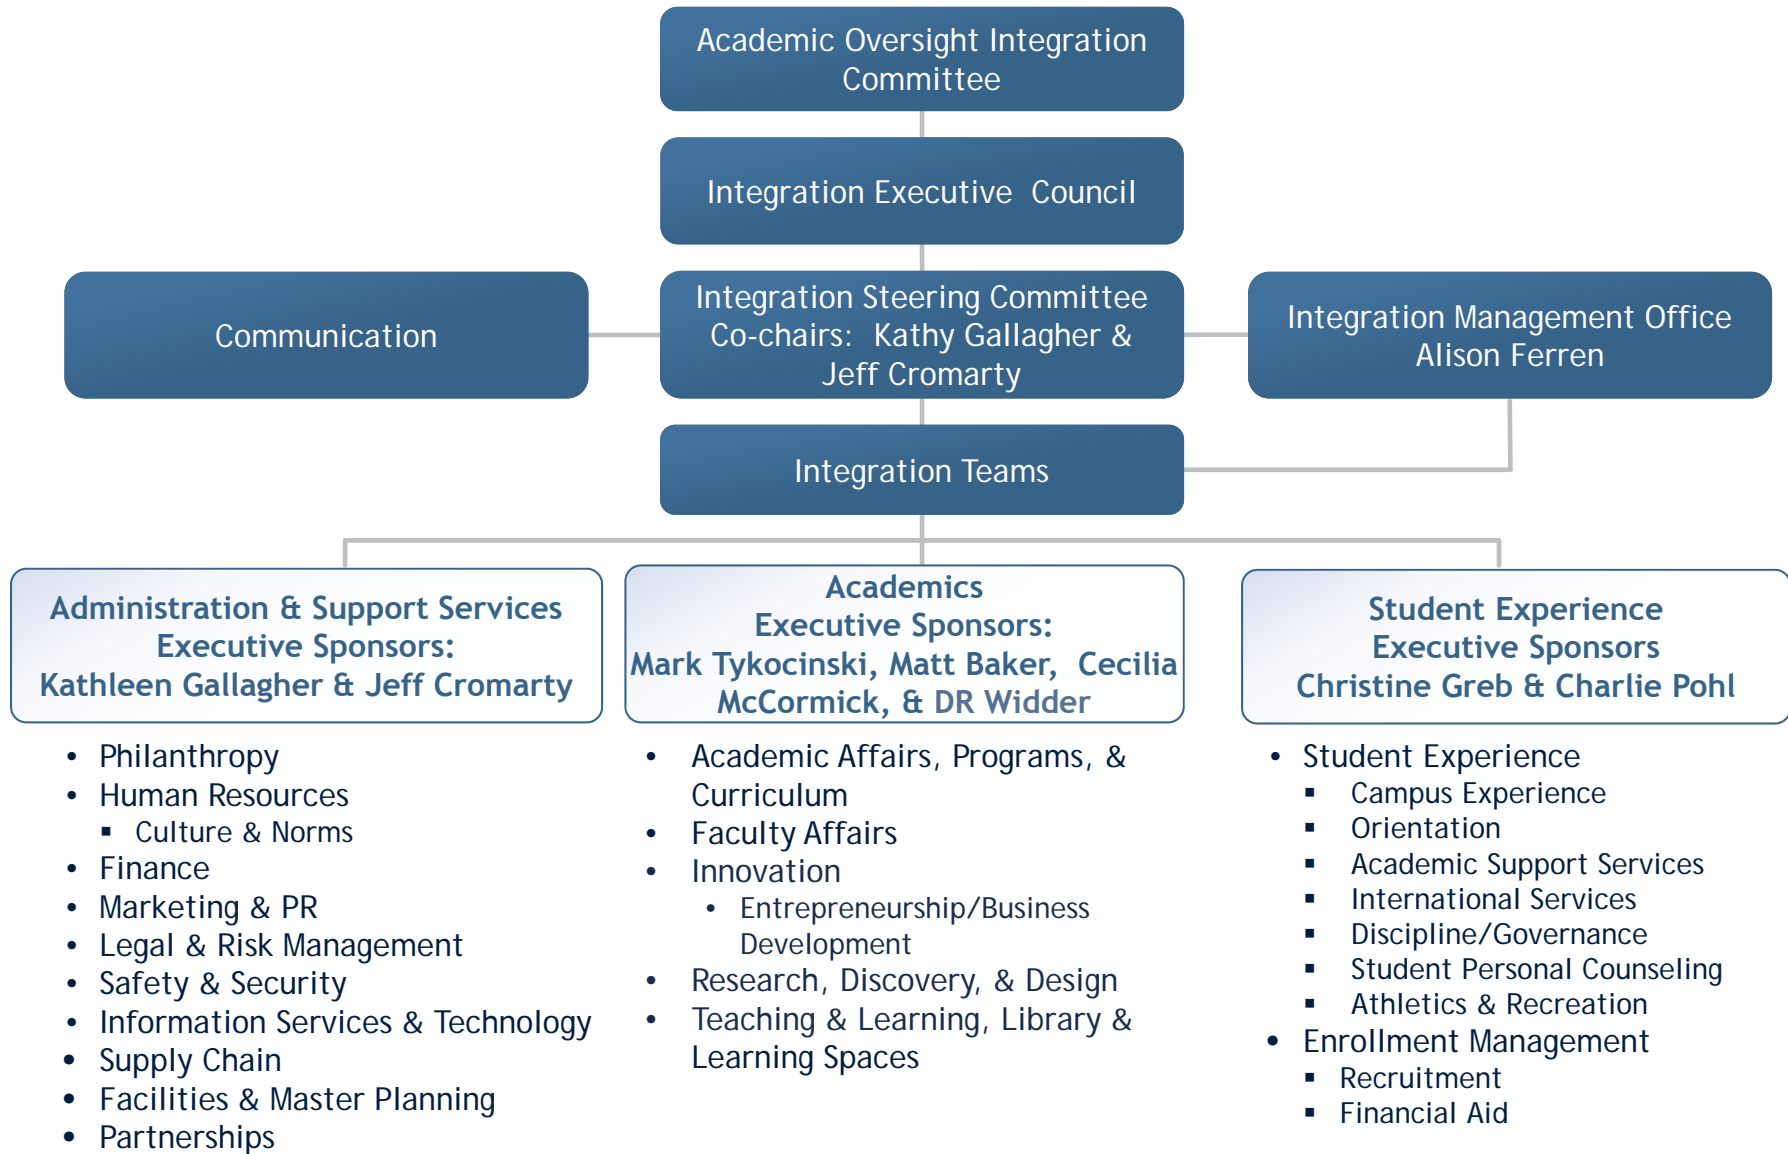 Academic Oversight Integration
Committee
Integration Executive  Council
Communication
Integration Steering Committee
Co-chairs:  Kathy Gallagher &
Jeff Cromarty
Integration Management Office
Alison Ferren
Integration Teams
Administration & Support Services
Executive Sponsors:
Kathleen Gallagher & Jeff Cromarty
• Philanthropy
• Human Resources
▪ Culture & Norms
• Finance
• Marketing & PR
• Legal & Risk Management
• Safety & Security
• Information Services & Technology
• Supply Chain
• Facilities & Master Planning
• Partnerships
Academics
Executive Sponsors:
Mark Tykocinski, Matt Baker,  Cecilia
McCormick, & DR Widder
• Academic Affairs, Programs, &
Curriculum
• Faculty Affairs
• Innovation
• Entrepreneurship/Business
Development
• Research, Discovery, & Design
• Teaching & Learning, Library &
Learning Spaces
Student Experience
Executive Sponsors
Christine Greb & Charlie Pohl
• Student Experience
▪ Campus Experience
▪ Orientation
▪ Academic Support Services
▪ International Services
▪ Discipline/Governance
▪ Student Personal Counseling
▪ Athletics & Recreation
• Enrollment Management
▪ Recruitment
▪ Financial Aid